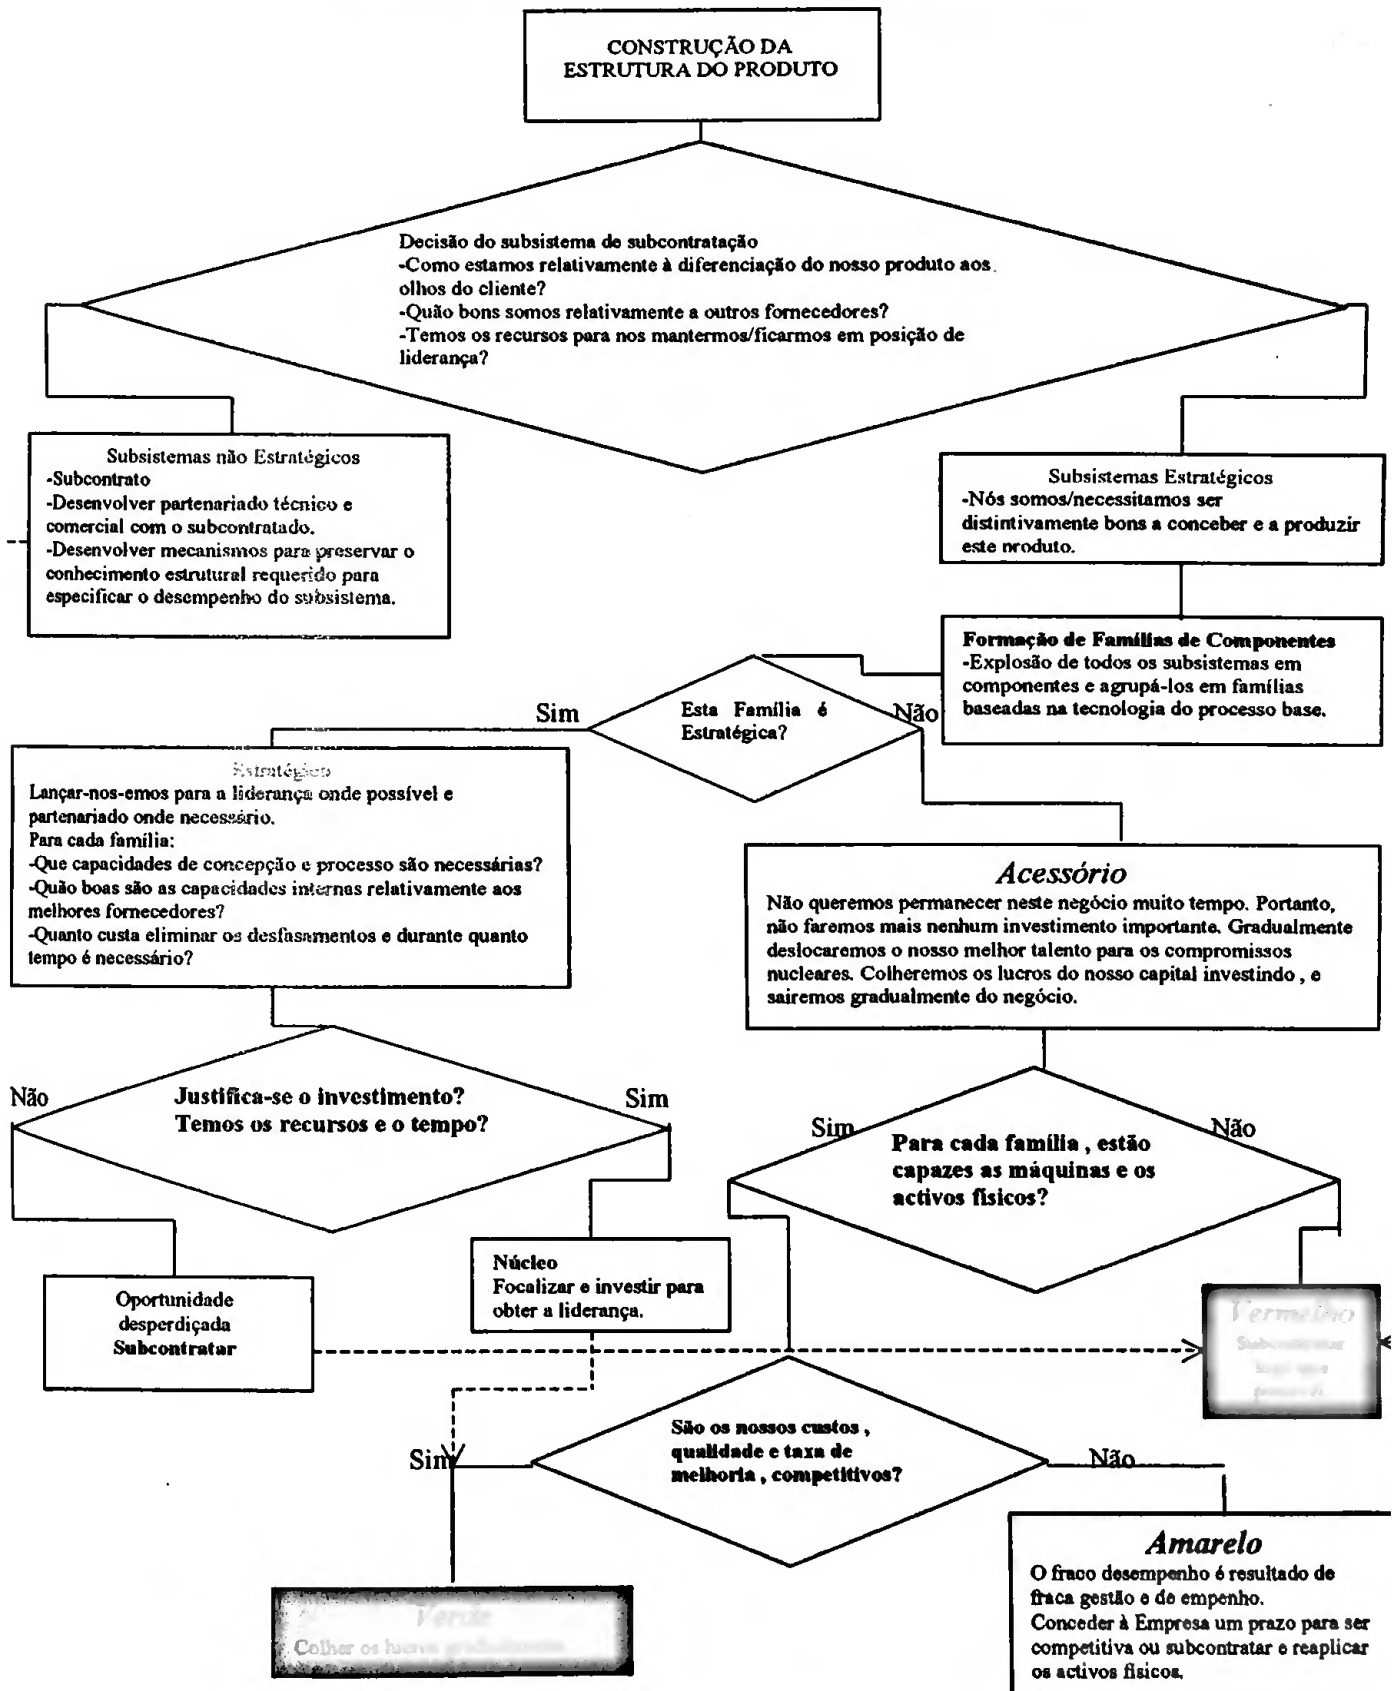 CONSTRUÇÃO DA
ESTRUTURA DO PRODUTO
Decisão do subsistema de subcontratação
-Como estamos relativamente à diferenciação do nosso produto aos
olhos do cliente?
-Quão bons somos relativamente a outros fornecedores?
-Temos os recursos para nos mantermos/ficarmos em posição de
liderança?
Subsistemas não Estratégicos
-Subcontrato
-Desenvolver partenariado técnico e
comercial com o subcontratado.
-Desenvolver mecanismos para preservar o
conhecimento estrutural requerido para
especificar o desempenho do subsistema.
Subsistemas Estratégicos
-Nós somos/necessitamos ser
distintivamente bons a conceber e a produzir
este produto.
Formação de Famílias de Componentes
-Explosão de todos os subsistemas em
componentes e agrupá-los em famílias
baseadas na tecnologia do processo base.
Sim
Esta Família é
Estratégica?
Não
Estratégico
Lançar-nos-emos para a liderança onde possível e
partenariado onde necessário.
Para cada família:
-Que capacidades de concepção e processo são necessárias?
-Quão boas são as capacidades internas relativamente aos
melhores fornecedores?
-Quanto custa eliminar os desfasamentos e durante quanto
tempo é necessário?
Acessório
Não queremos permanecer neste negócio muito tempo. Portanto,
não faremos mais nenhum investimento importante. Gradualmente
deslocaremos o nosso melhor talento para os compromissos
nucleares. Colheremos os lucros do nosso capital investindo , e
sairemos gradualmente do negócio.
Não
Justifica-se o investimento?
Temos os recursos e o tempo?
Sim
Sim
Para cada família , estão
capazes as máquinas e os
activos físicos?
Não
Oportunidade
desperdiçada
Subcontratar
Núcleo
Focalizar e investir para
obter a liderança.
Vermelho
Subcontratar
logo que
Sim
São os nossos custos ,
qualidade e taxa de
melhoria , competitivos?
Não
Verde
Colher os lucros gradualmente
Amarelo
O fraco desempenho é resultado de
fraca gestão e de empenho.
Conceder à Empresa um prazo para ser
competitiva ou subcontratar e reaplicar
os activos físicos.